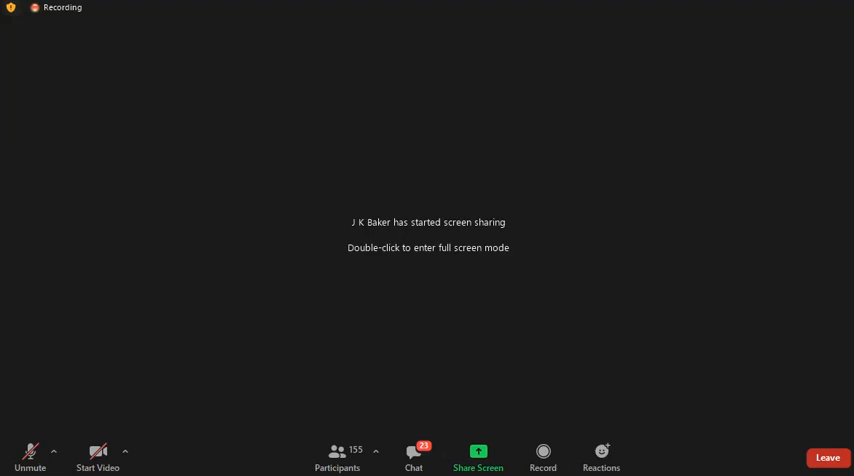 Recording
J K Baker has started screen sharing
Double-click to enter full screen mode
155
23
Unmute
Start Video
Participants
Chat
Share Screen
Record
Reactions
Leave